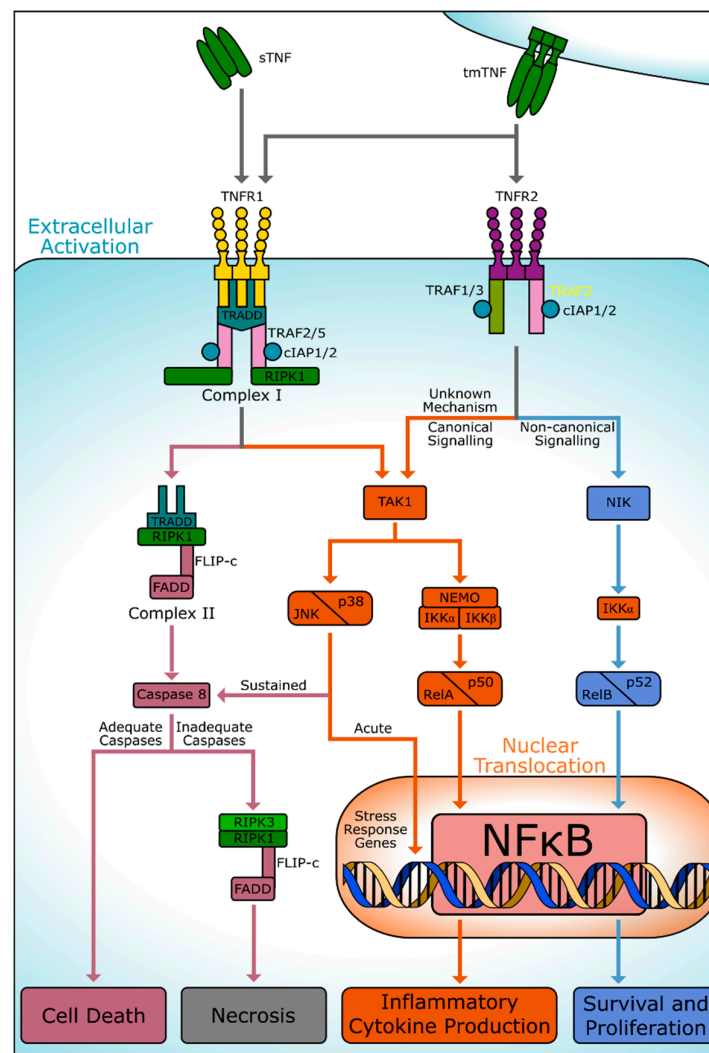 sTNF
tmTNF
TNFR1
TNFR2
Extracellular
Activation
TRADD
TRAF2/5
cIAP1/2
RIPK1
Complex I
TRAF1/3
TRAF2
cIAP1/2
Unknown
Mechanism
Canonical
Signalling
Non-canonical
Signalling
TRADD
RIPK1
FLIP-c
FADD
Complex II
TAK1
NIK
JNK
p38
NEMO
IKKα
IKKβ
IKKα
Caspase 8
Sustained
RelA
p50
RelB
p52
Adequate
Caspases
Inadequate
Caspases
Acute
Nuclear
Translocation
RIPK3
RIPK1
FLIP-c
FADD
Stress
Response
Genes
NFκB
Cell Death
Necrosis
Inflammatory
Cytokine Production
Survival and
Proliferation